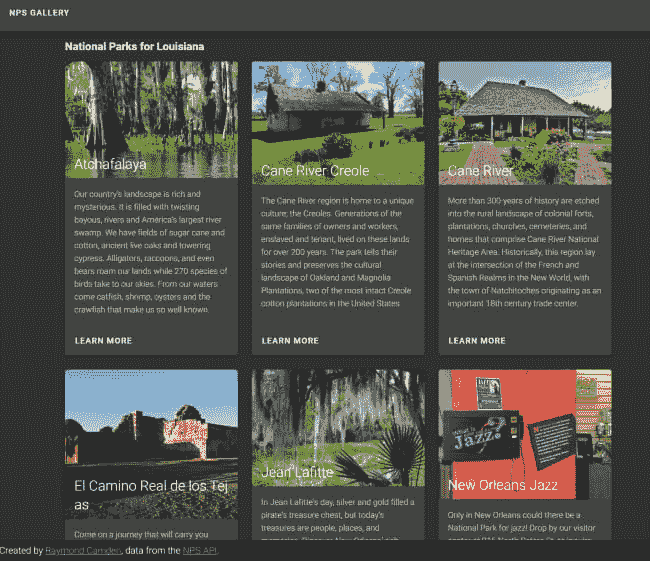 NPS GALLERY
National Parks for Louisiana
Atchafalaya
Our country's landscape is rich and
mysterious. It is filled with twisting
bayous, rivers and America's largest river
swamp. We have fields of sugar cane and
cotton, ancient live oaks and towering
cypress. Alligators, raccoons, and even
bears roam our lands while 270 species of
birds take to our skies. From our waters
come catfish, shrimp, oysters and the
crawfish that make us so well known.
LEARN MORE
Cane River Creole
The Cane River region is home to a unique
culture; the Creoles. Generations of the
same families of owners and workers,
enslaved and tenant, lived on these lands
for over 200 years. The park tells their
stories and preserves the cultural
landscape of Oakland and Magnolia
Plantations, two of the most intact Creole
cotton plantations in the United States.
LEARN MORE
Cane River
More than 300 years of history are etched
into the rural landscape of colonial forts,
plantations, churches, cemeteries, and
homes that comprise Cane River National
Heritage Area. Historically, this region lay
at the intersection of the French and
Spanish Realms in the New World, with
the town of Natchitoches originating as an
important 18th century trade center.
LEARN MORE
El Camino Real de los Tej
as
Come on a journey that will carry you
Jean Lafitte
In Jean Lafitte's day, silver and gold filled a
pirate's treasure chest, but today's
treasures are people, places, and
Jazz?
New Orleans Jazz
Only in New Orleans could there be a
National Park for jazz! Drop by our visitor
Created by Raymond Camden, data from the NPS API.